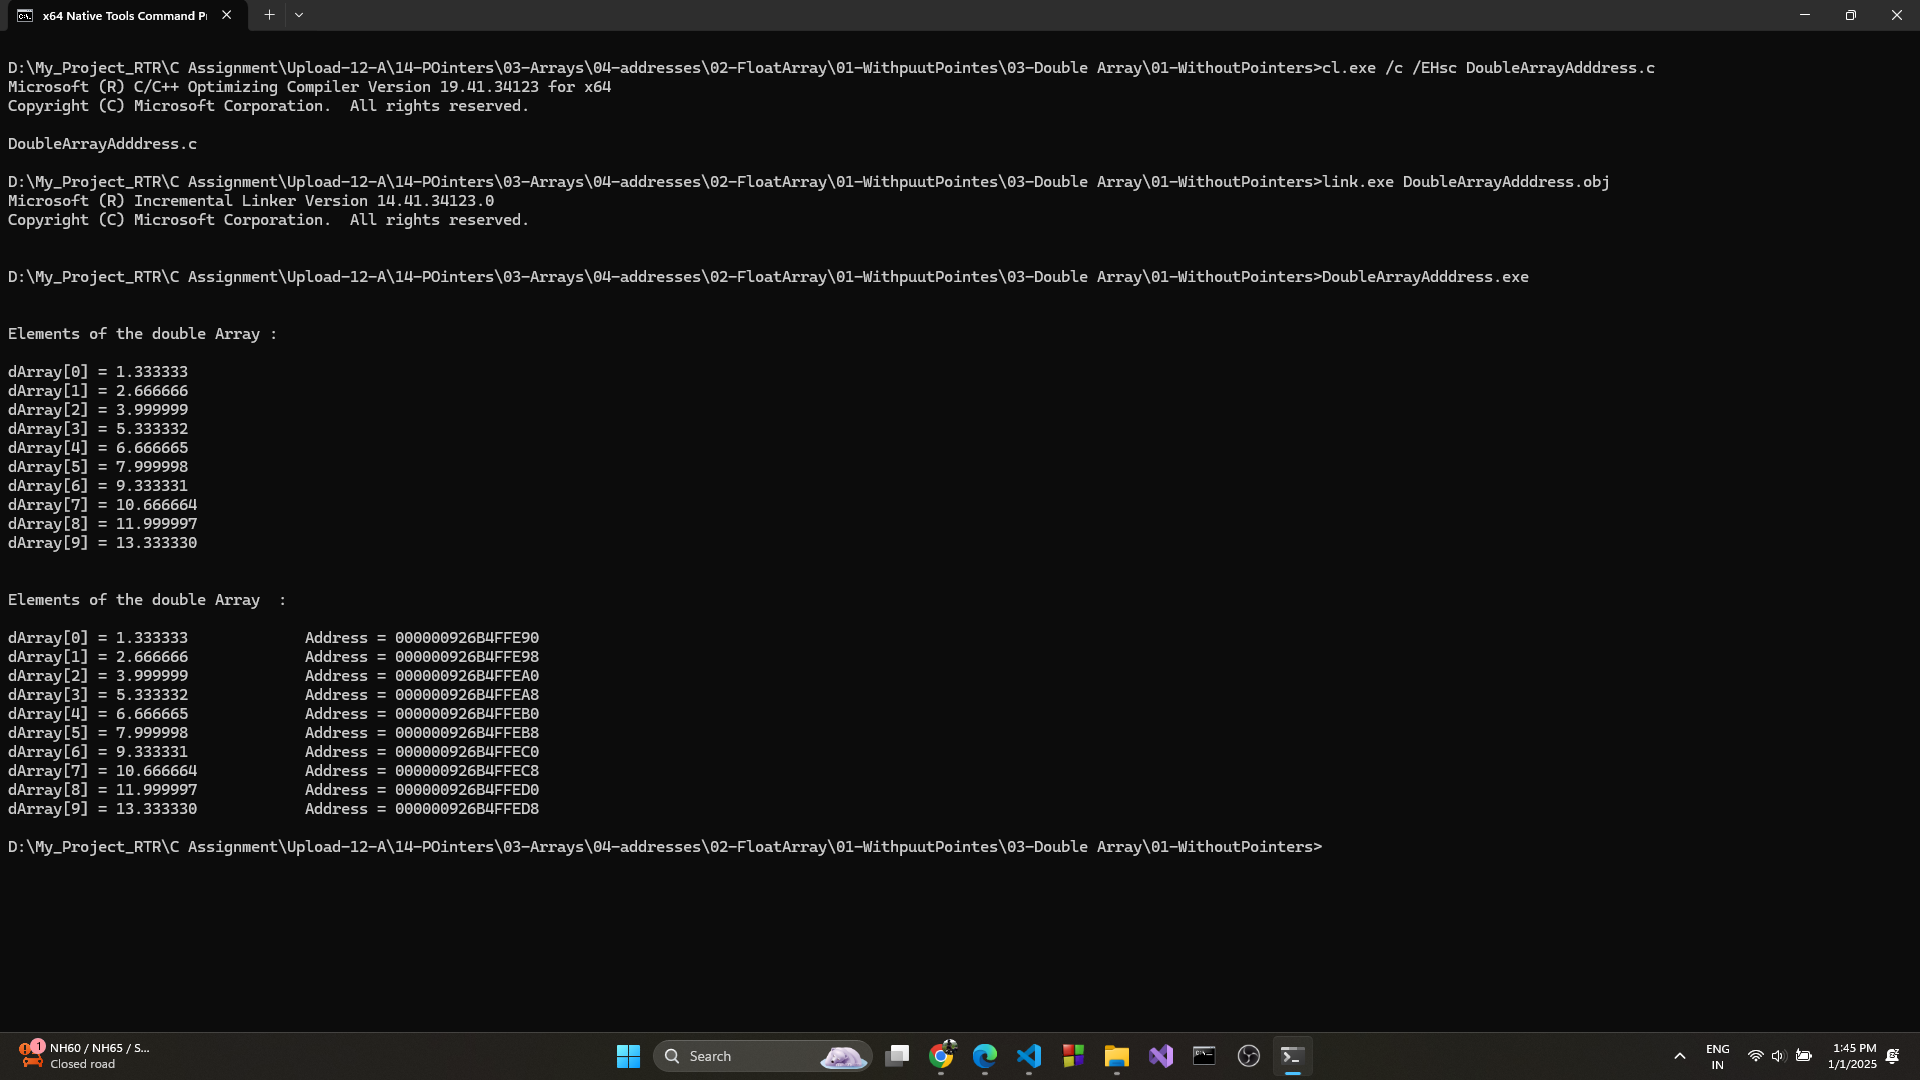 x64 Native Tools Command P
D:\My_Project_RTR\C Assignment\Upload-12-A\14-POinters\03-Arrays\04-addresses\02-FloatArray\01-WithpuutPointes\03-Double Array\01-WithoutPointers>cl.exe /c /EHsc DoubleArrayAdddress.c
Microsoft (R) C/C++ Optimizing Compiler Version 19.41.34123 for x64
Copyright (C) Microsoft Corporation.  All rights reserved.
DoubleArrayAdddress.c
D:\My_Project_RTR\C Assignment\Upload-12-A\14-POinters\03-Arrays\04-addresses\02-FloatArray\01-WithpuutPointes\03-Double Array\01-WithoutPointers>link.exe DoubleArrayAdddress.obj
Microsoft (R) Incremental Linker Version 14.41.34123.0
Copyright (C) Microsoft Corporation.  All rights reserved.
D:\My_Project_RTR\C Assignment\Upload-12-A\14-POinters\03-Arrays\04-addresses\02-FloatArray\01-WithpuutPointes\03-Double Array\01-WithoutPointers>DoubleArrayAdddress.exe
Elements of the double Array :
dArray[0] = 1.333333
dArray[1] = 2.666666
dArray[2] = 3.999999
dArray[3] = 5.333332
dArray[4] = 6.666665
dArray[5] = 7.999998
dArray[6] = 9.333331
dArray[7] = 10.666664
dArray[8] = 11.999997
dArray[9] = 13.333330
Elements of the double Array  :
dArray[0] = 1.333333             Address = 000000926B4FFE90
dArray[1] = 2.666666             Address = 000000926B4FFE98
dArray[2] = 3.999999             Address = 000000926B4FFEA0
dArray[3] = 5.333332             Address = 000000926B4FFEA8
dArray[4] = 6.666665             Address = 000000926B4FFEB0
dArray[5] = 7.999998             Address = 000000926B4FFEB8
dArray[6] = 9.333331             Address = 000000926B4FFEC0
dArray[7] = 10.666664            Address = 000000926B4FFEC8
dArray[8] = 11.999997            Address = 000000926B4FFED0
dArray[9] = 13.333330            Address = 000000926B4FFED8
D:\My_Project_RTR\C Assignment\Upload-12-A\14-POinters\03-Arrays\04-addresses\02-FloatArray\01-WithpuutPointes\03-Double Array\01-WithoutPointers>
1
NH60 / NH65 / S...
Closed road
Search
ENG
IN
1:45 PM
1/1/2025